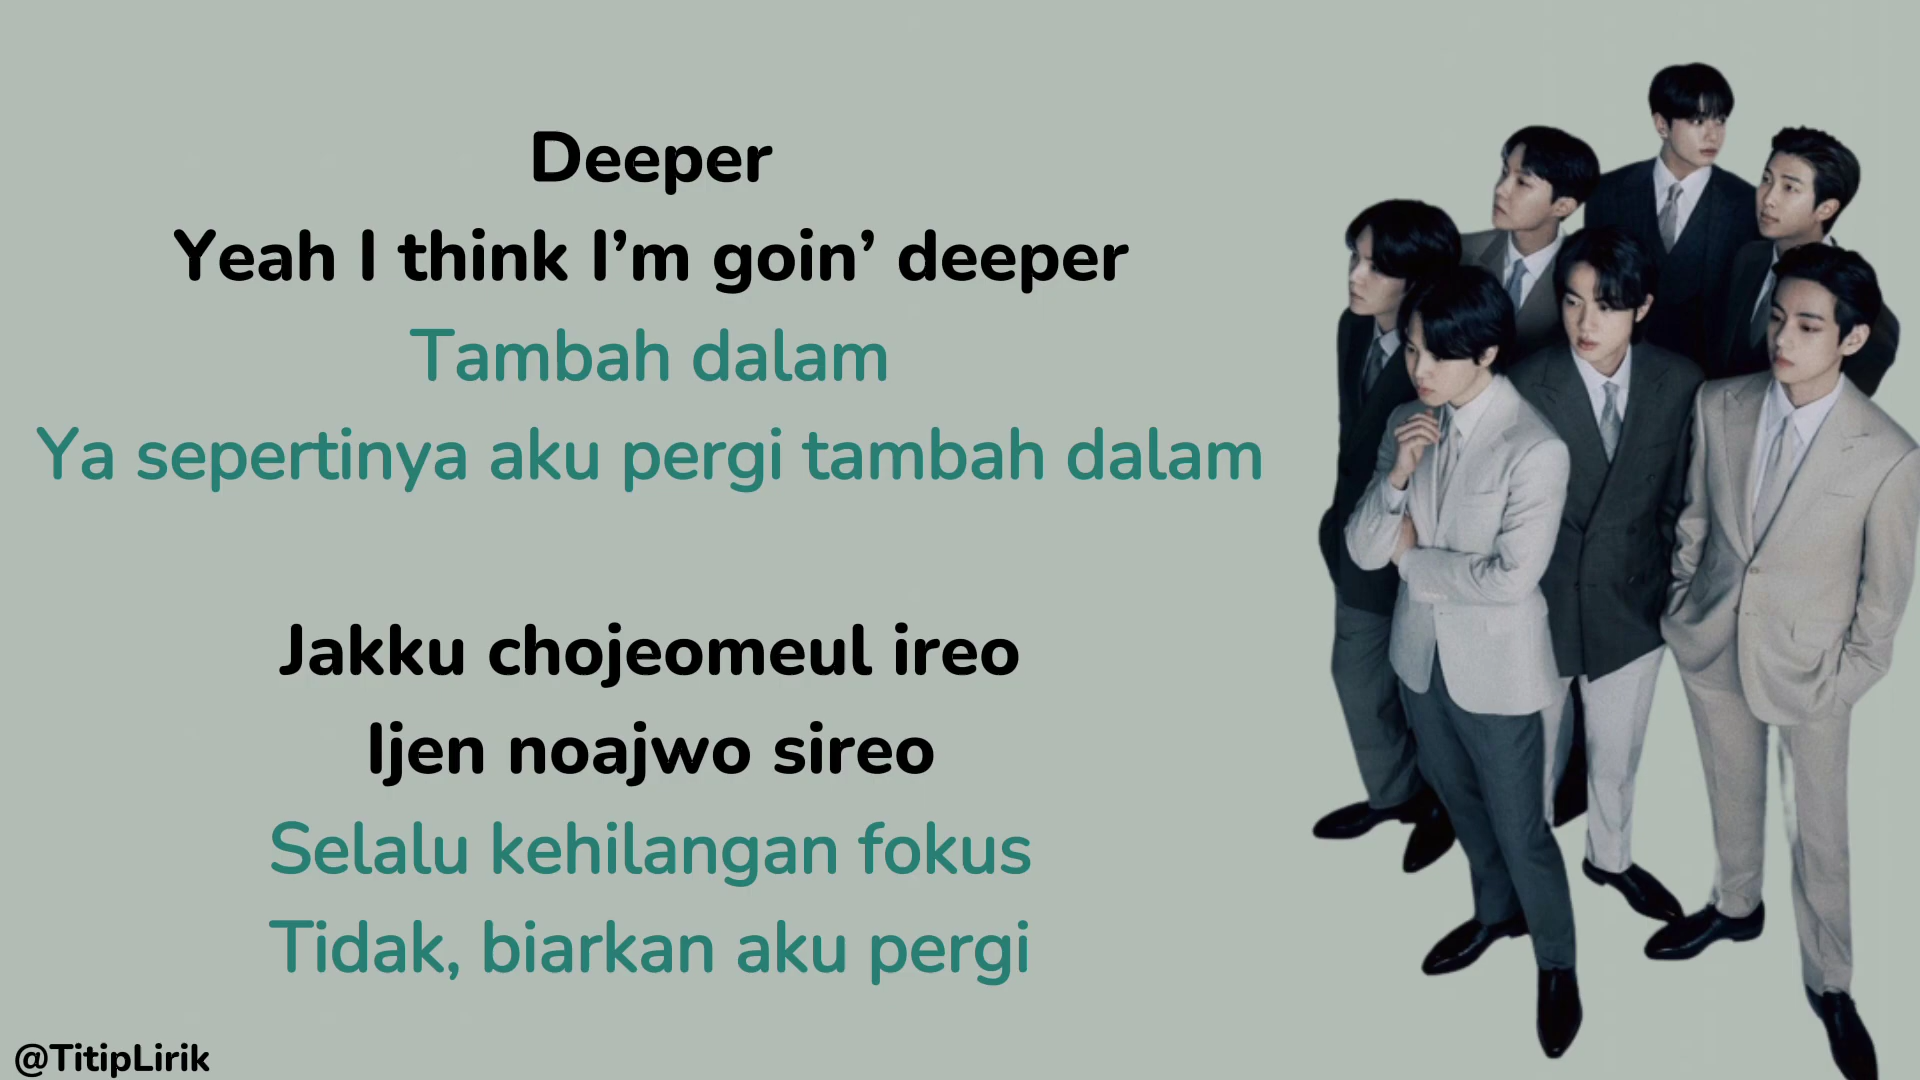 Deeper
Yeah I think I’m goin’ deeper
Tambah dalam
Ya sepertinya aku pergi tambah dalam
Jakku chojeomeul ireo
Ijen noajwo sireo
Selalu kehilangan fokus
Tidak, biarkan aku pergi
@TitipLirik